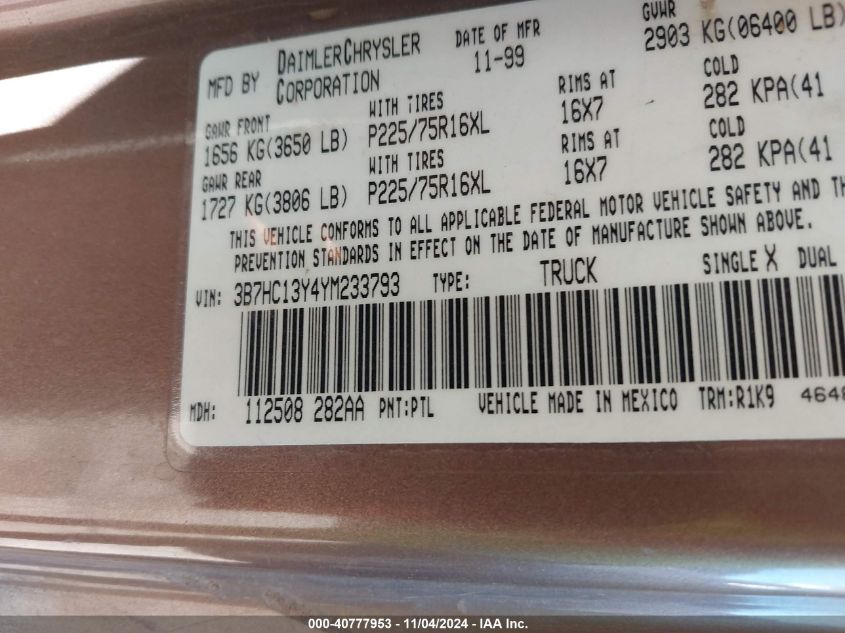 MFD BY DAIMLERCHRYSLER CORPORATION
DATE OF MFR 11-99
GVWR 2903 KG(06400 LB)
GAWR FRONT WITH TIRES RIMS AT COLD
1656 KG(3650 LB) P225/75R16XL 16X7 282 KPA(41
GAWR REAR WITH TIRES RIMS AT COLD
1727 KG(3806 LB) P225/75R16XL 16X7 282 KPA(41
THIS VEHICLE CONFORMS TO ALL APPLICABLE FEDERAL MOTOR VEHICLE SAFETY AND TH
PREVENTION STANDARDS IN EFFECT ON THE DATE OF MANUFACTURE SHOWN ABOVE.
VIN: 3B7HC13Y4YM233793 TYPE: TRUCK SINGLE X DUAL
MDH: 112508 282AA PNT:PTL VEHICLE MADE IN MEXICO TRM:R1K9 4648
000-40777953 - 11/04/2024 - IAA Inc.